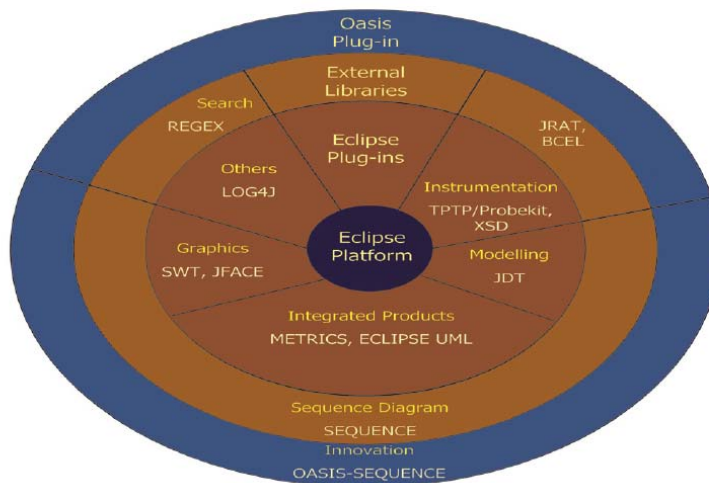 Oasis
Plug-in
External
Libraries
Search
REGEX
JRAT,
BCEL
Eclipse
Plug-ins
Others
LOG4J
Instrumentation
TPTP/Probekit,
XSD
Eclipse
Platform
Graphics
SWT, JFACE
Modelling
JDT
Integrated Products
METRICS, ECLIPSE UML
Sequence Diagram
SEQUENCE
Innovation
OASIS-SEQUENCE